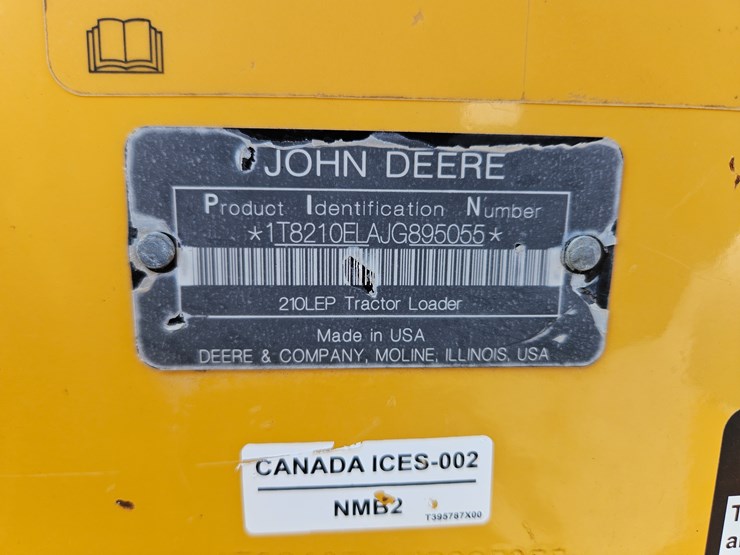 JOHN DEERE
Product Identification Number
*1T8210ELAJG895055*
210LEP Tractor Loader
Made in USA
DEERE & COMPANY, MOLINE, ILLINOIS, USA
CANADA ICES-002
NMB2
T395787X00